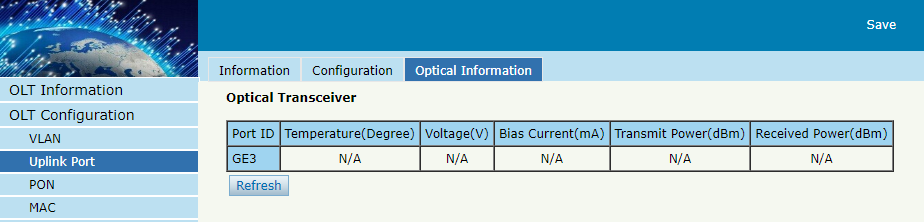 Save
Information Configuration Optical Information
OLT Information
OLT Configuration
VLAN
Uplink Port
PON
MAC
Optical Transceiver
Port ID Temperature(Degree) Voltage(V) Bias Current(mA) Transmit Power(dBm) Received Power(dBm)
GE3 N/A N/A N/A N/A N/A
Refresh